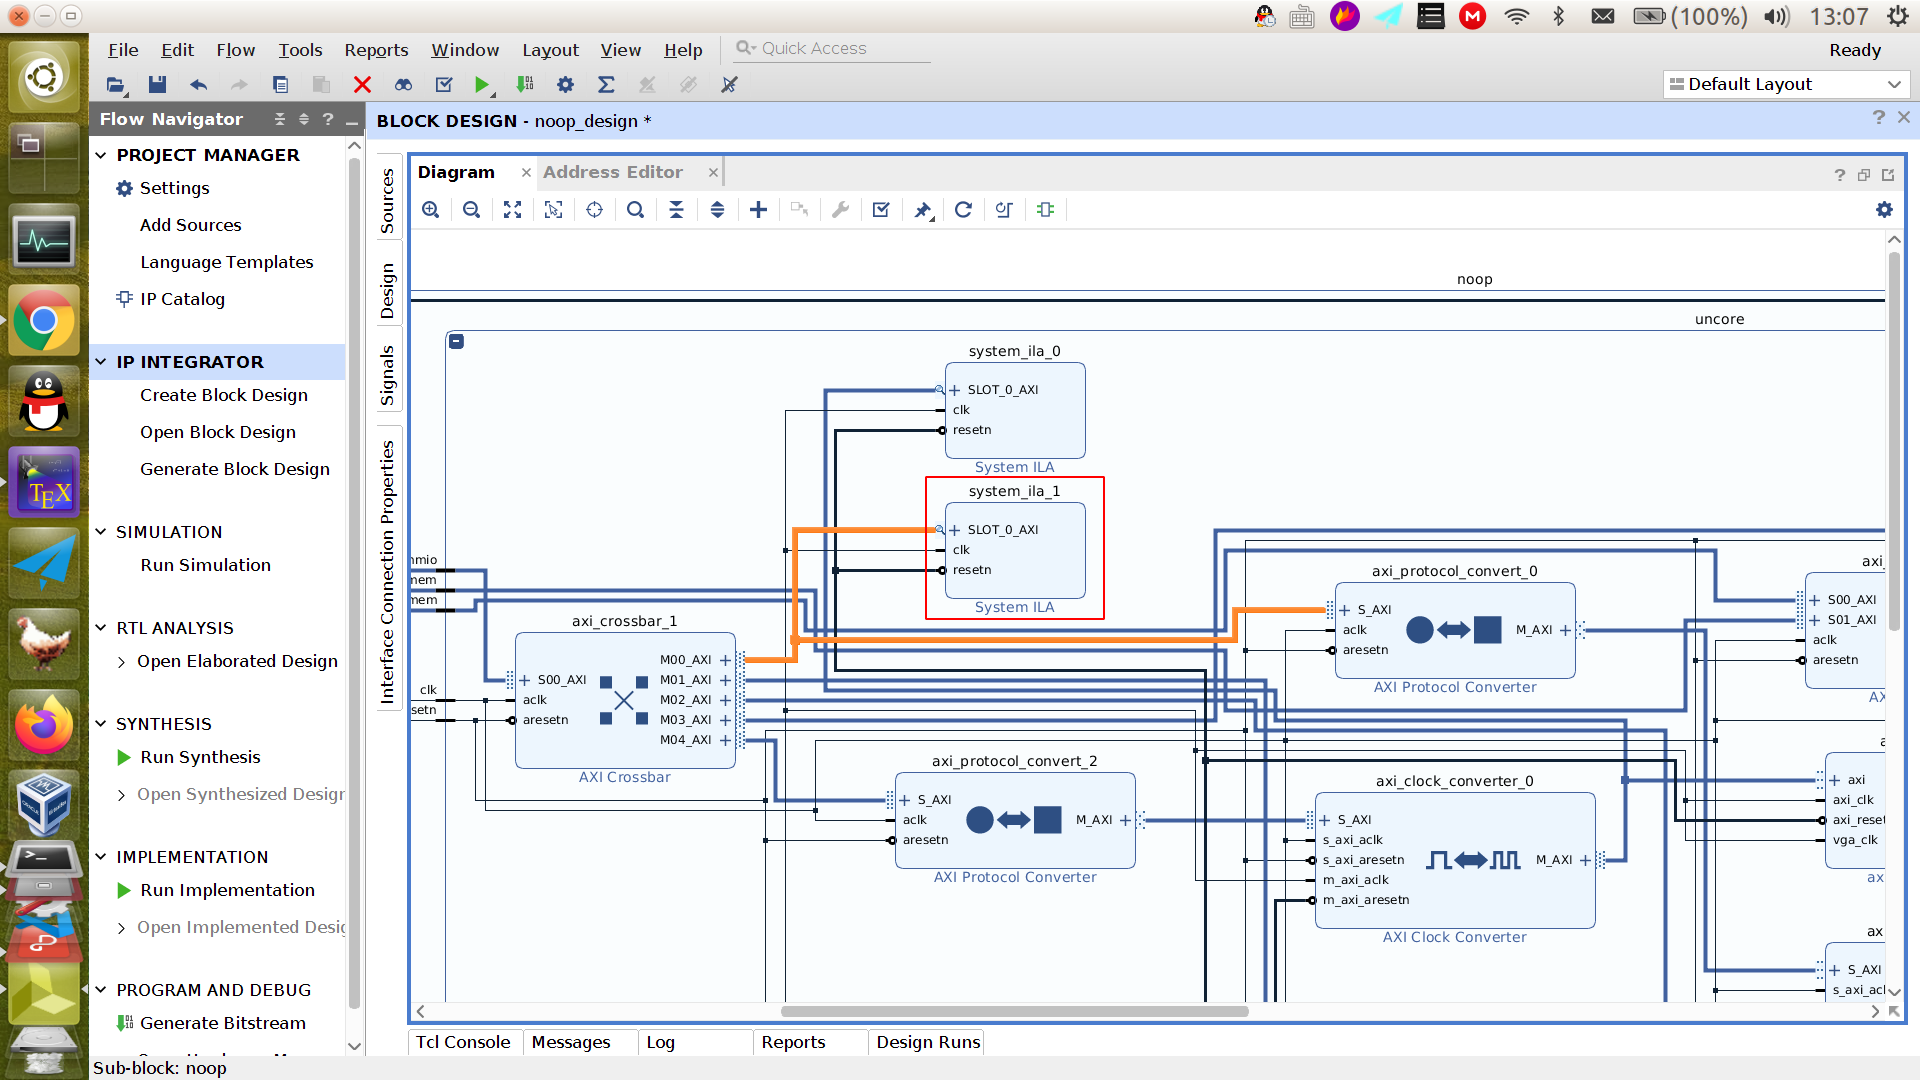 (100%)
13:07
File Edit Flow Tools Reports Window Layout View Help
Quick Access
Ready
Default Layout
Flow Navigator
PROJECT MANAGER
Settings
Add Sources
Language Templates
IP Catalog
IP INTEGRATOR
Create Block Design
Open Block Design
Generate Block Design
SIMULATION
Run Simulation
RTL ANALYSIS
Open Elaborated Design
SYNTHESIS
Run Synthesis
Open Synthesized Design
IMPLEMENTATION
Run Implementation
Open Implemented Desig
PROGRAM AND DEBUG
Generate Bitstream
Sub-block: noop
BLOCK DESIGN - noop_design *
Sources
Design
Signals
Interface Connection Properties
Diagram
Address Editor
noop
uncore
system_ila_0
SLOT_0_AXI
clk
resetn
System ILA
system_ila_1
SLOT_0_AXI
clk
resetn
System ILA
mmio
mem
mem
clk
setn
axi_crossbar_1
S00_AXI
aclk
aresetn
M00_AXI
M01_AXI
M02_AXI
M03_AXI
M04_AXI
AXI Crossbar
axi_protocol_convert_2
S_AXI
aclk
aresetn
M_AXI
AXI Protocol Converter
axi_protocol_convert_0
S_AXI
aclk
aresetn
M_AXI
AXI Protocol Converter
axi_clock_converter_0
S_AXI
s_axi_aclk
s_axi_aresetn
m_axi_aclk
m_axi_aresetn
M_AXI
AXI Clock Converter
axi_
S00_AXI
S01_AXI
aclk
aresetn
AX
a
axi
axi_clk
axi_reset
vga_clk
ax
ax
S_AXI
s_axi_acl
Tcl Console
Messages
Log
Reports
Design Runs